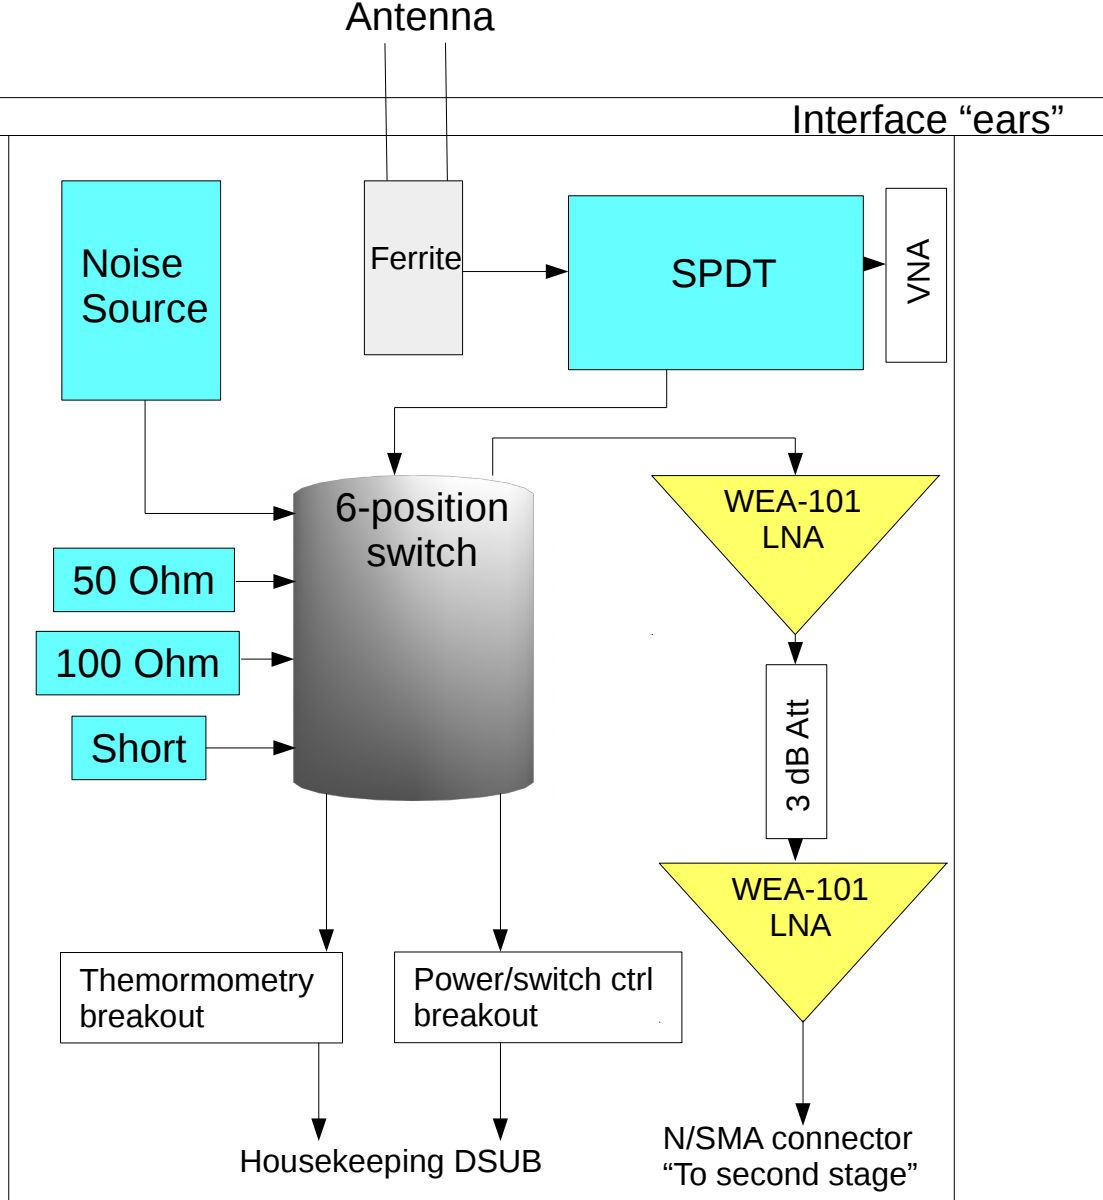 Antenna
Interface “ears”
Noise
Source
Ferrite
SPDT
VNA
6-position
switch
WEA-101
LNA
50 Ohm
100 Ohm
Short
3 dB Att
WEA-101
LNA
Themormometry
breakout
Power/switch ctrl
breakout
Housekeeping DSUB
N/SMA connector
“To second stage”